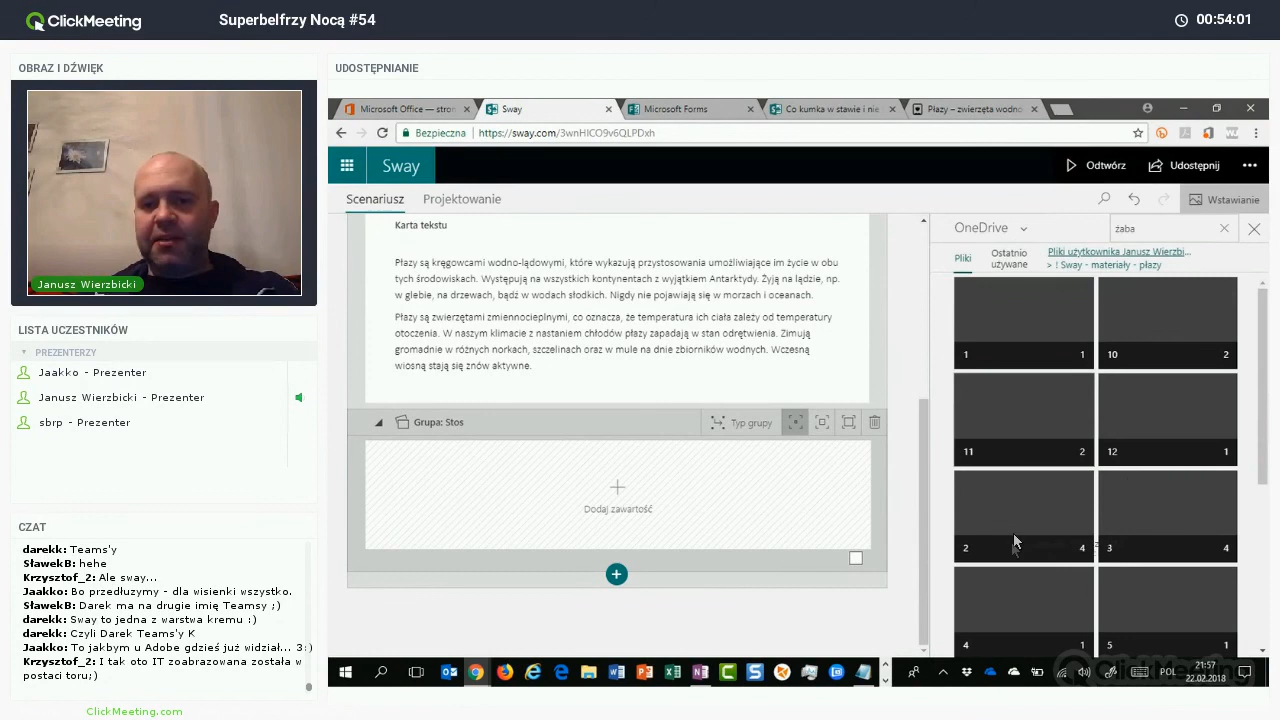 ClickMeeting
Superbelfrzy Nocą #54
00:54:01
OBRAZ I DŹWIĘK
UDOSTĘPNIANIE
Janusz Wierzbicki
LISTA UCZESTNIKÓW
PREZENTERZY
Jaakko - Prezenter
Janusz Wierzbicki - Prezenter
sbrp - Prezenter
CZAT
darekk: Teams'y
SławekB: hehe
Krzysztof_2: Ale sway...
Jaakko: Bo przedłużymy - dla wisienki wszystko.
SławekB: Darek ma na drugie imię Teamsy ;)
darekk: Sway to jedna z warstwa kremu :)
darekk: Czyli Darek Teams'y K
Jaakko: To jakbym u Adobe gdzieś już widział... 3:)
Krzysztof_2: I tak oto IT zoabrazowana została w
postaci toru;)
ClickMeeting.com
Microsoft Office — stron
Sway
Microsoft Forms
Co kumka w stawie i nie
Płazy – zwierzęta wodno
Bezpieczna
https://sway.com/3wnHICO9v6QLPDxh
Sway
Odtwórz
Udostępnij
Scenariusz
Projektowanie
Wstawianie
Karta tekstu
Płazy są kręgowcami wodno-lądowymi, które wykazują przystosowania umożliwiające im życie w obu
tych środowiskach. Występują na wszystkich kontynentach z wyjątkiem Antarktydy. Żyją na lądzie, np.
w glebie, na drzewach, bądź w wodach słodkich. Nigdy nie pojawiają się w morzach i oceanach.
Płazy są zwierzętami zmiennocieplnymi, co oznacza, że temperatura ich ciała zależy od temperatury
otoczenia. W naszym klimacie z nastaniem chłodów płazy zapadają w stan odrętwienia. Zimują
gromadnie w różnych norkach, szczelinach oraz w mule na dnie zbiorników wodnych. Wczesną
wiosną stają się znów aktywne.
Grupa: Stos
Typ grupy
Dodaj zawartość
OneDrive
żaba
Pliki
Ostatnio
używane
Pliki użytkownika Janusz Wierzbi...
> ! Sway - materiały - płazy
1 1
10 2
11 2
12 1
2 4
3 4
4 1
5 1
ClickMeeting
POL
21:57
22.02.2018